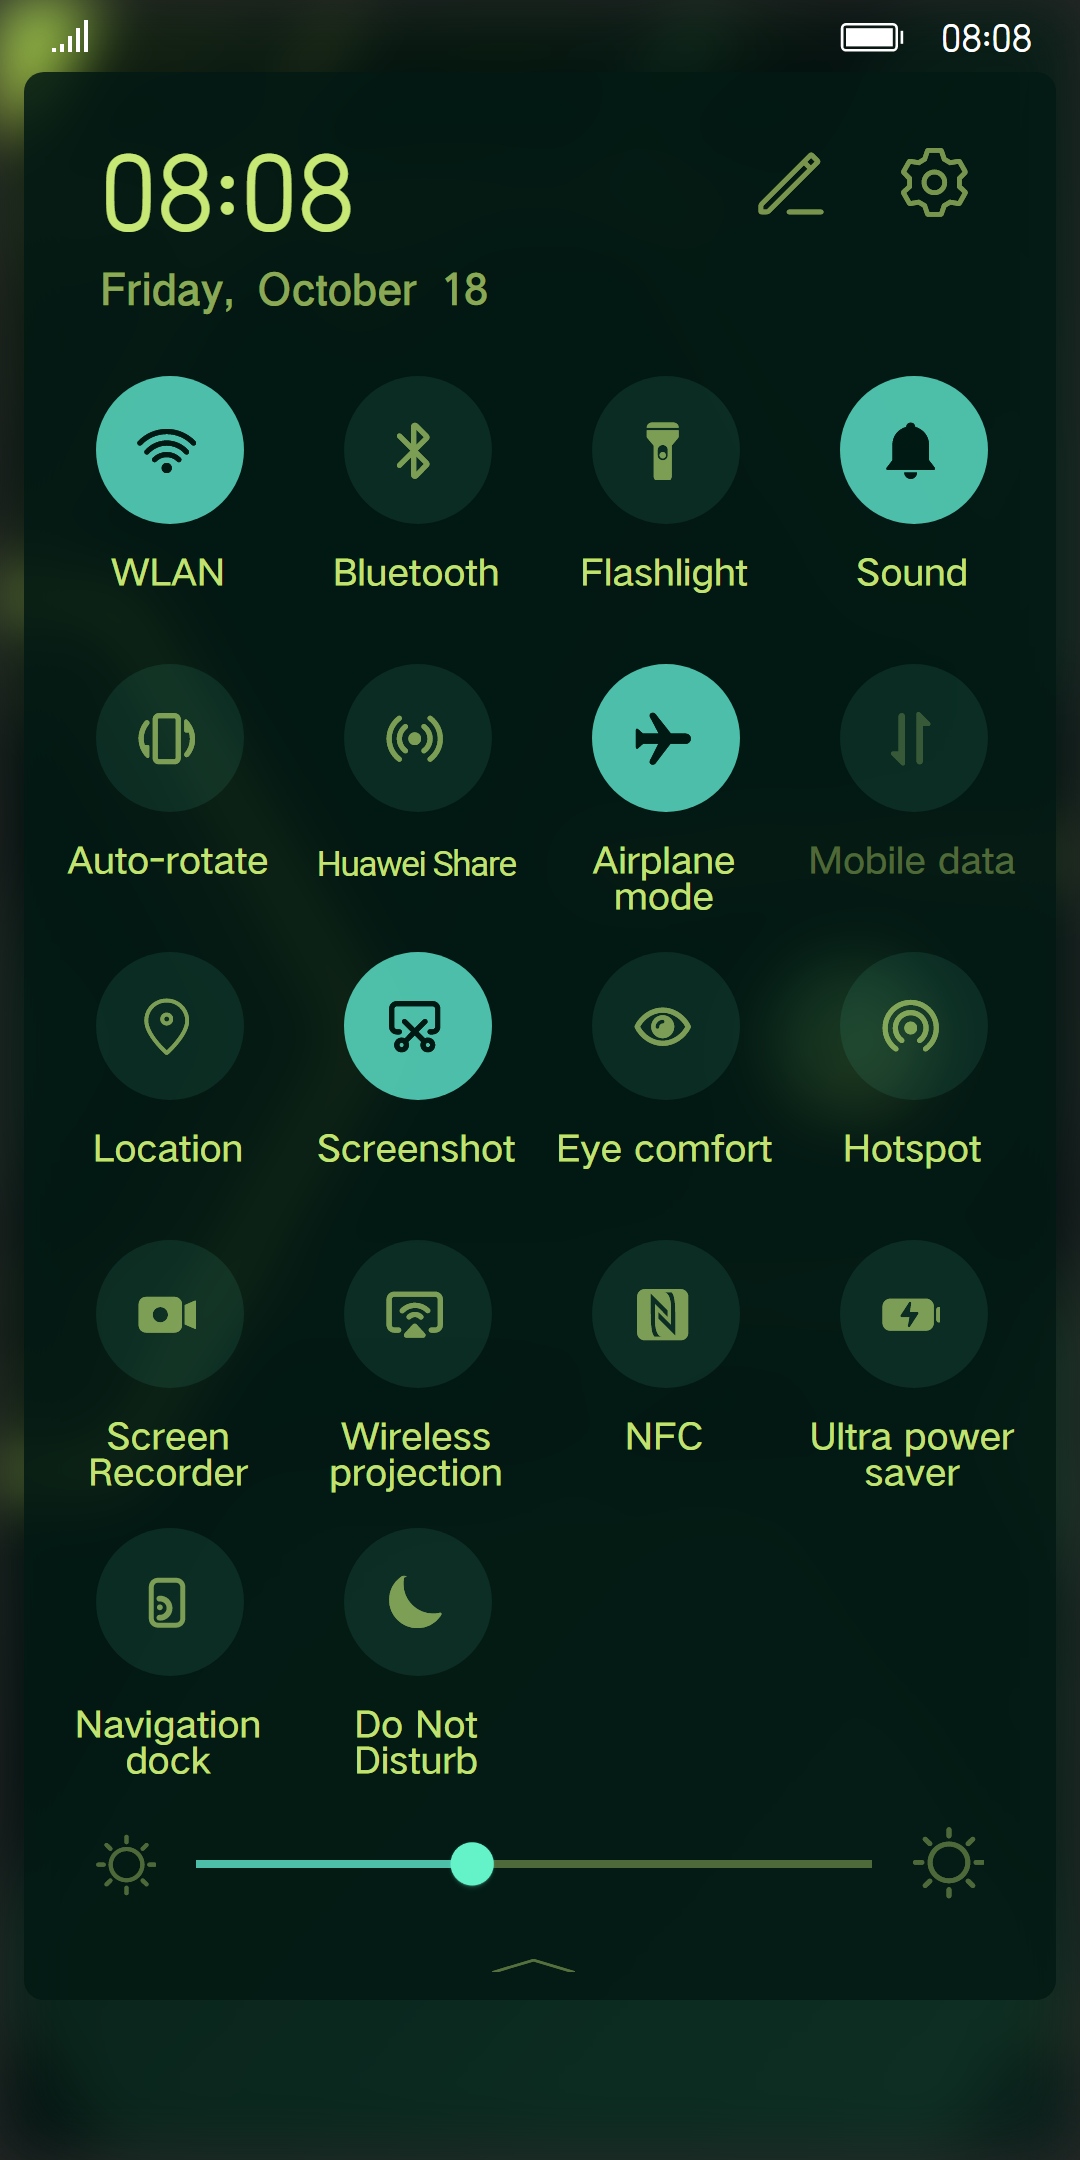 08:08
08:08
Friday, October 18
WLAN Bluetooth Flashlight Sound
Auto-rotate Huawei Share Airplane mode Mobile data
Location Screenshot Eye comfort Hotspot
Screen Recorder Wireless projection NFC Ultra power saver
Navigation dock Do Not Disturb